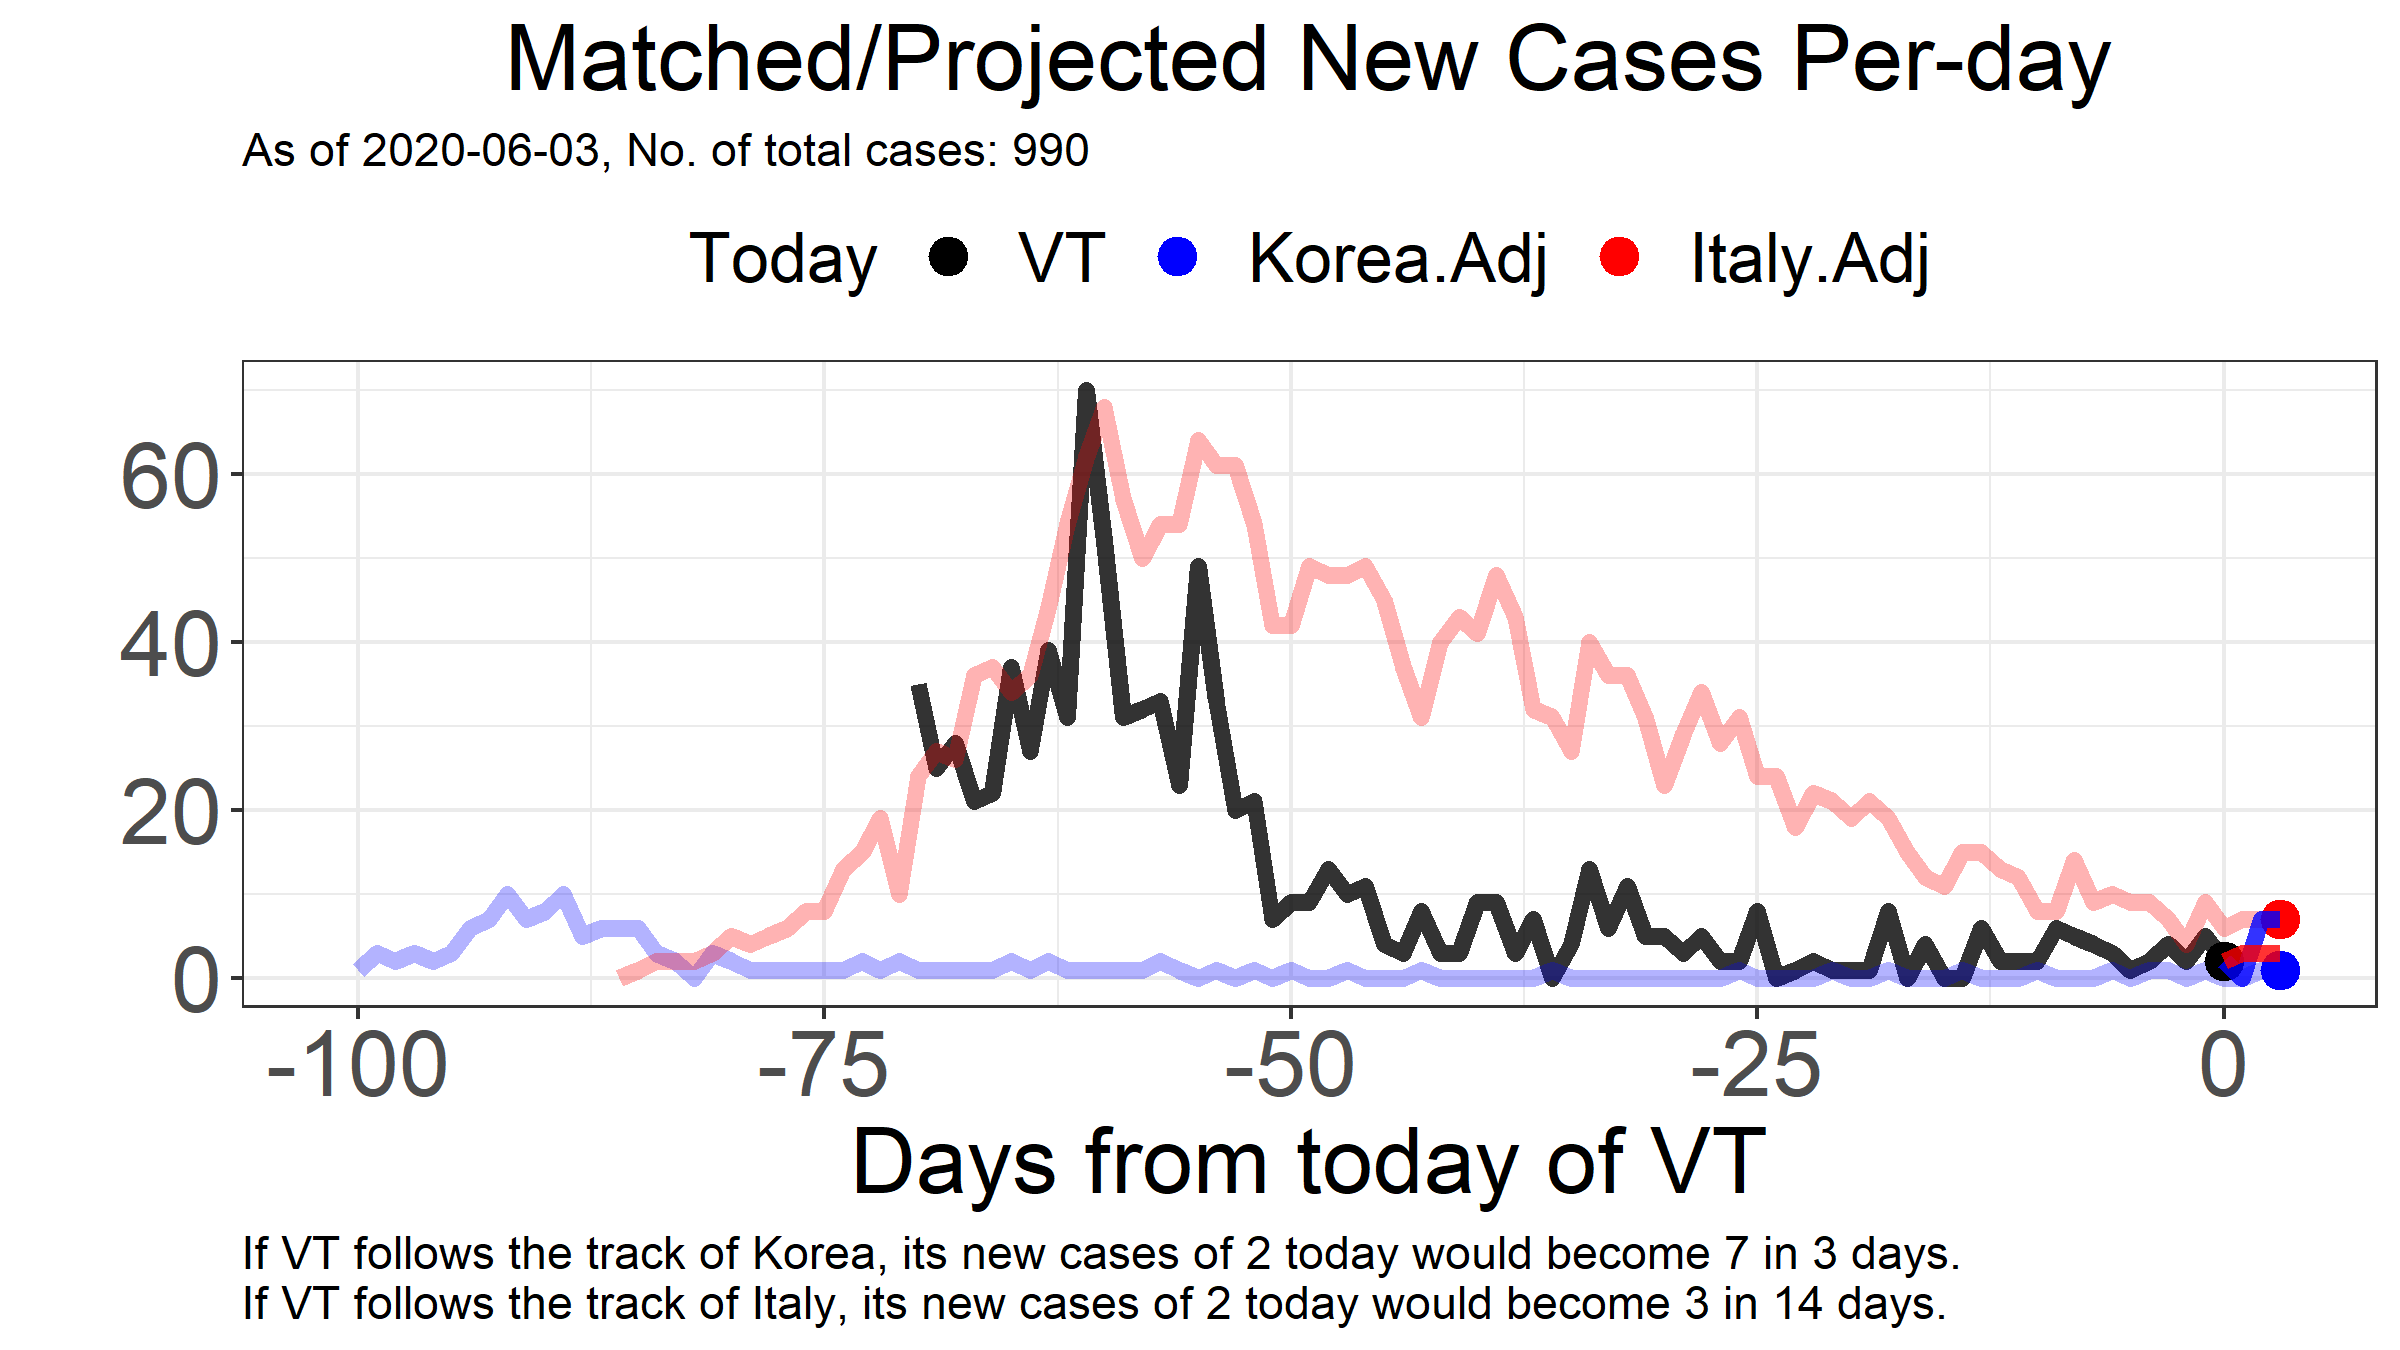 Matched/Projected New Cases Per-day
As of 2020-06-03, No. of total cases: 990
Today VT Korea.Adj Italy.Adj
60
40
20
0
-100 -75 -50 -25 0
Days from today of VT
If VT follows the track of Korea, its new cases of 2 today would become 7 in 3 days.
If VT follows the track of Italy, its new cases of 2 today would become 3 in 14 days.